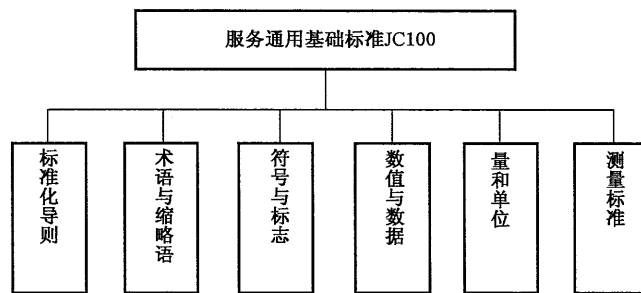 服务通用基础标准JC100
标准化导则
术语与缩略语
符号与标志
数值与数据
量和单位
测量标准